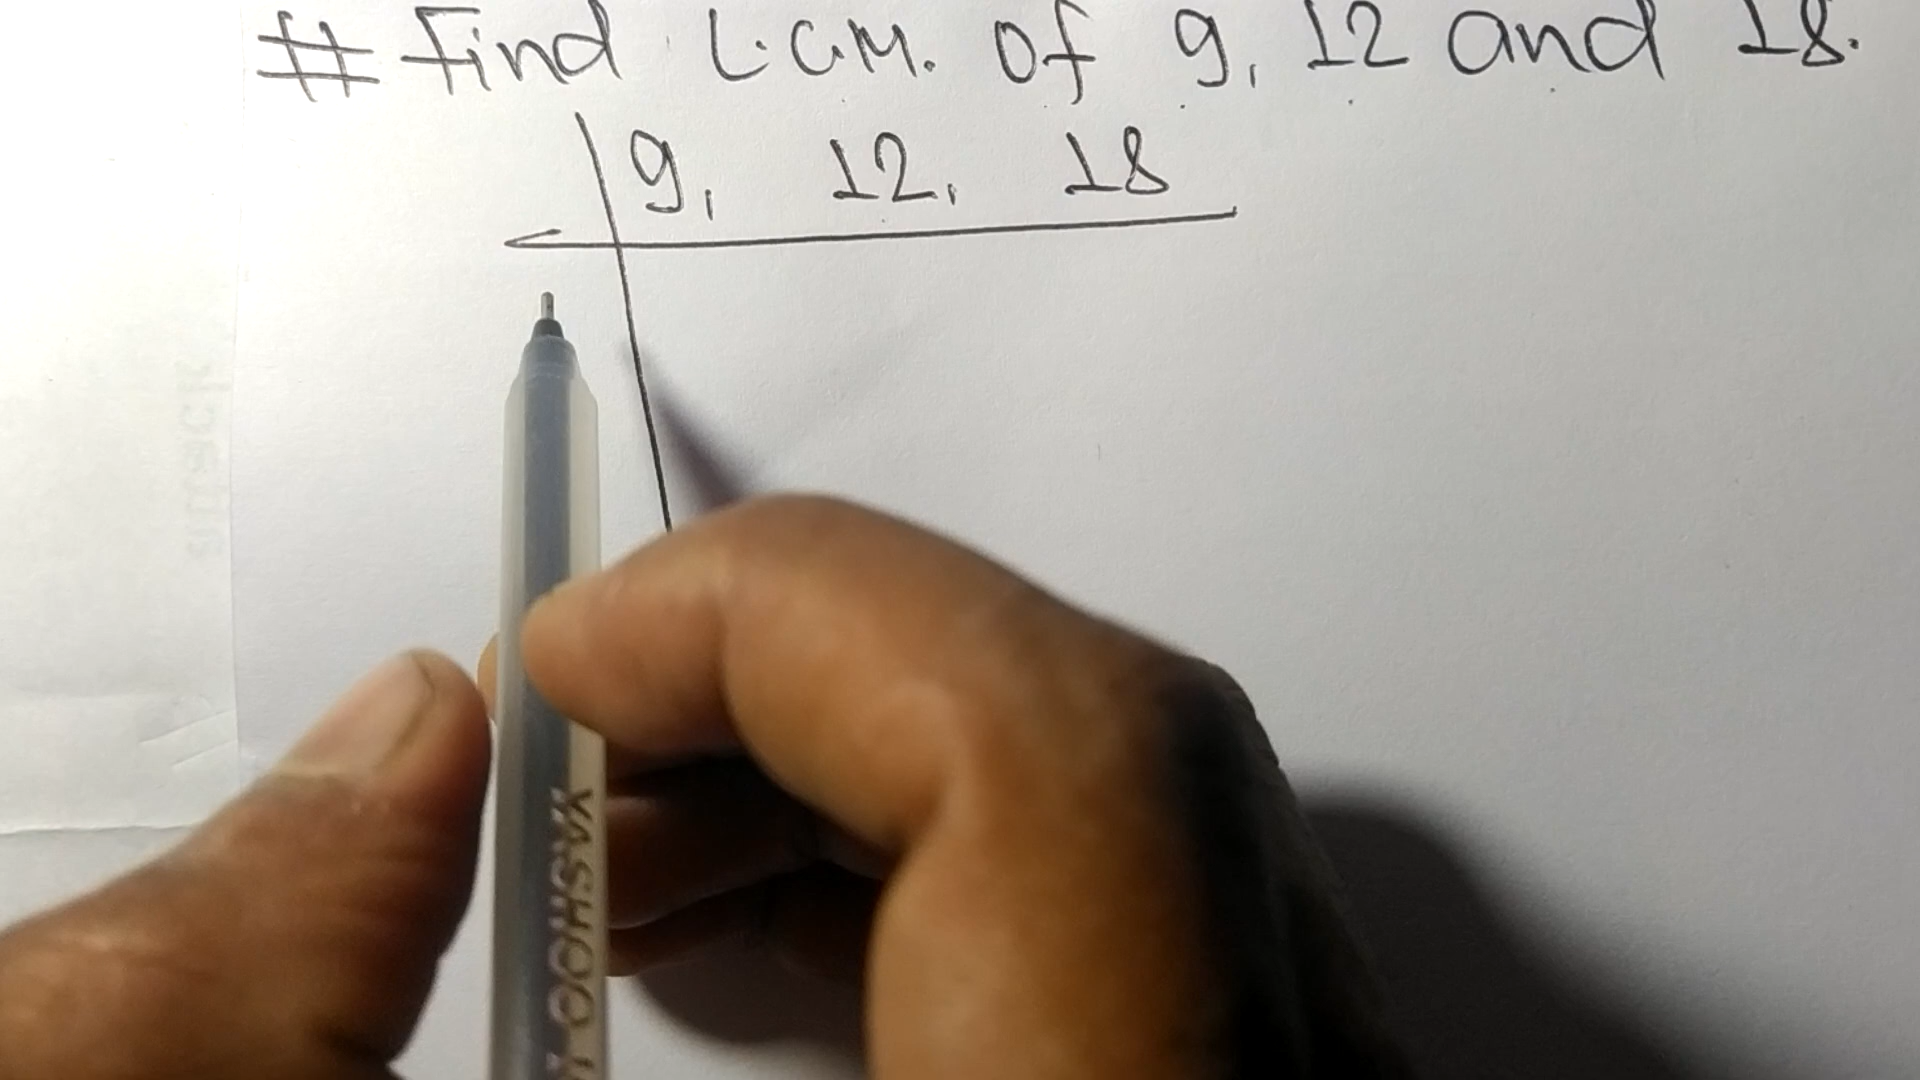 # Find L.C.M. of 9, 12 and 18.
9, 12, 18
YASHOO